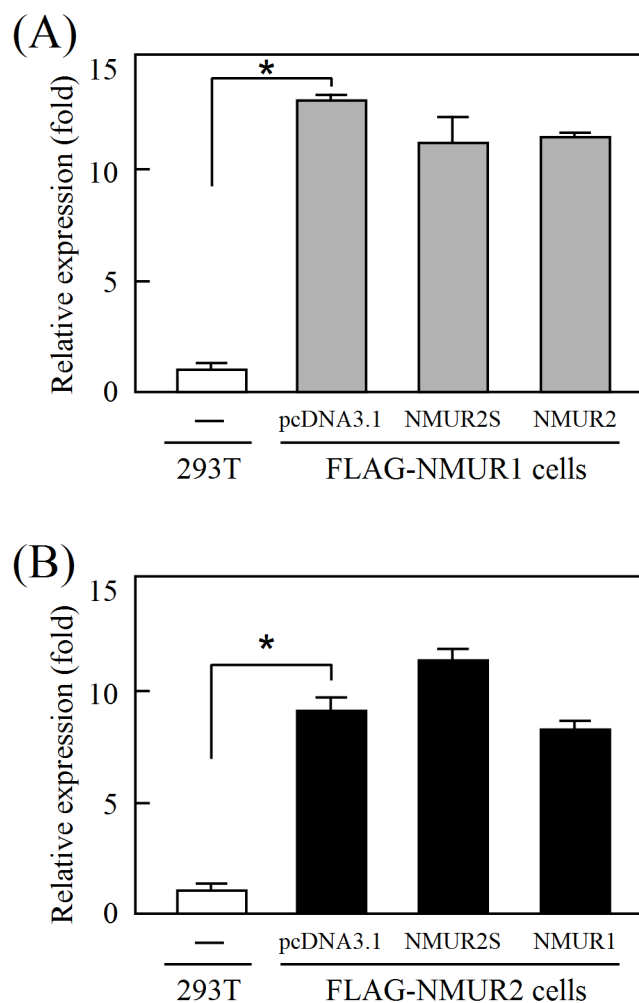 (A)
Relative expression (fold)
15
10
5
0
*
— pcDNA3.1 NMUR2S NMUR2
293T FLAG-NMUR1 cells
(B)
Relative expression (fold)
15
10
5
0
*
— pcDNA3.1 NMUR2S NMUR1
293T FLAG-NMUR2 cells